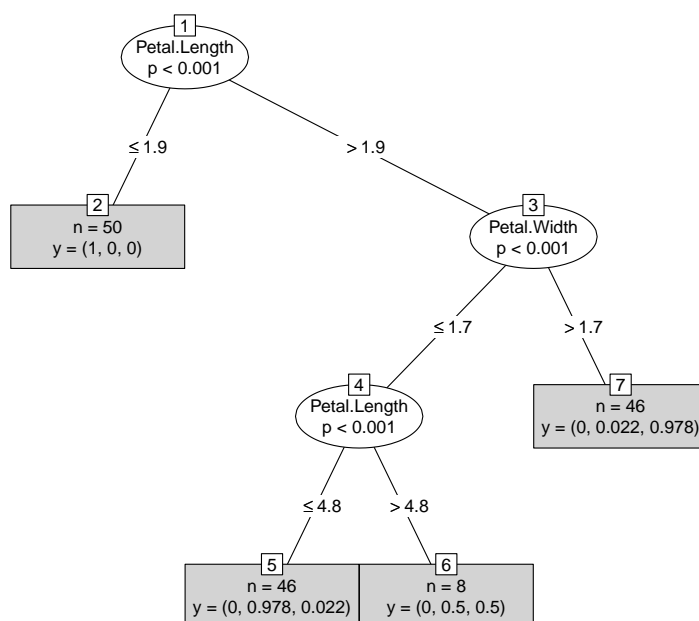 1
Petal.Length
p < 0.001
≤ 1.9
> 1.9
2
n = 50
y = (1, 0, 0)
3
Petal.Width
p < 0.001
≤ 1.7
> 1.7
4
Petal.Length
p < 0.001
7
n = 46
y = (0, 0.022, 0.978)
≤ 4.8
> 4.8
5
n = 46
y = (0, 0.978, 0.022)
6
n = 8
y = (0, 0.5, 0.5)